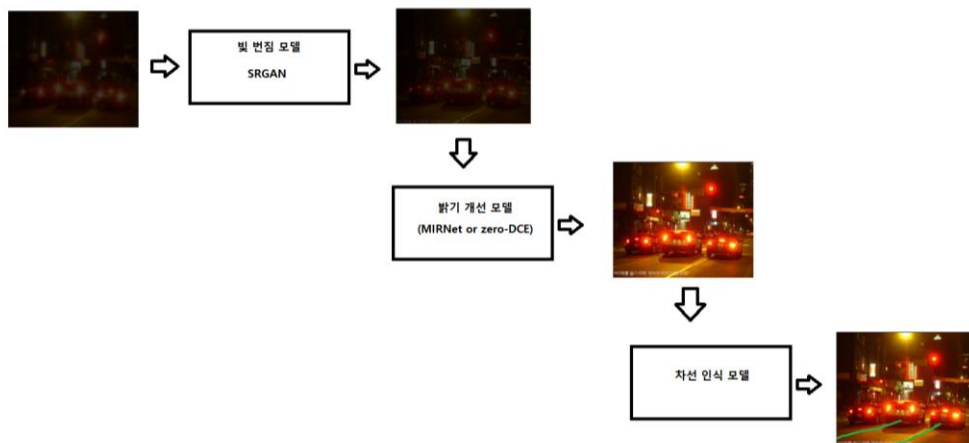 빛 번짐 모델
SRGAN
밝기 개선 모델
(MIRNet or zero-DCE)
차선 인식 모델